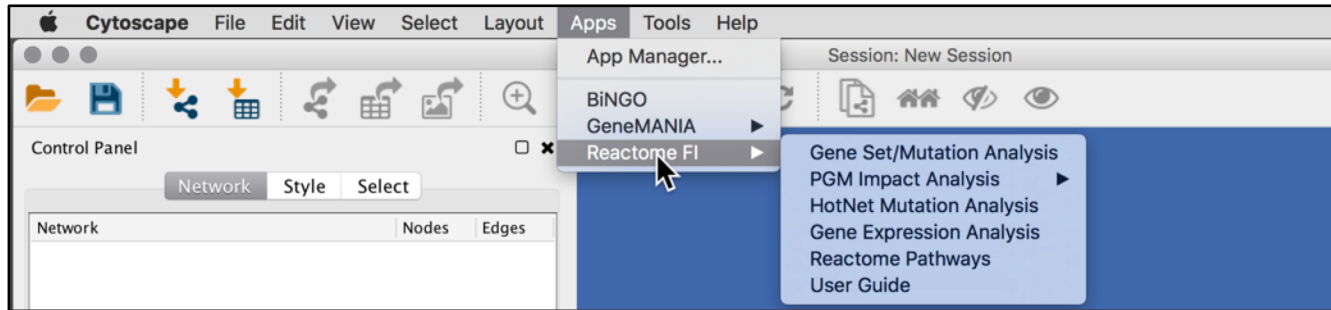 Cytoscape File Edit View Select Layout Apps Tools Help
App Manager... Session: New Session
BiNGO
GeneMANIA
Reactome FI
Control Panel
Network Style Select
Network Nodes Edges
Gene Set/Mutation Analysis
PGM Impact Analysis
HotNet Mutation Analysis
Gene Expression Analysis
Reactome Pathways
User Guide